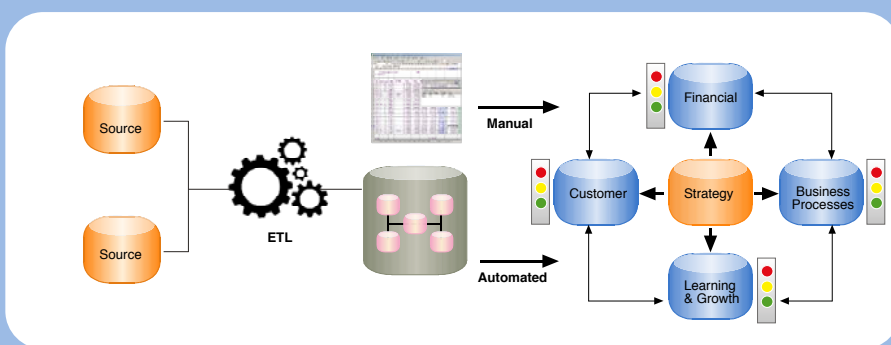 Source
Source
ETL
Manual
Automated
Financial
Customer
Strategy
Business
Processes
Learning
& Growth